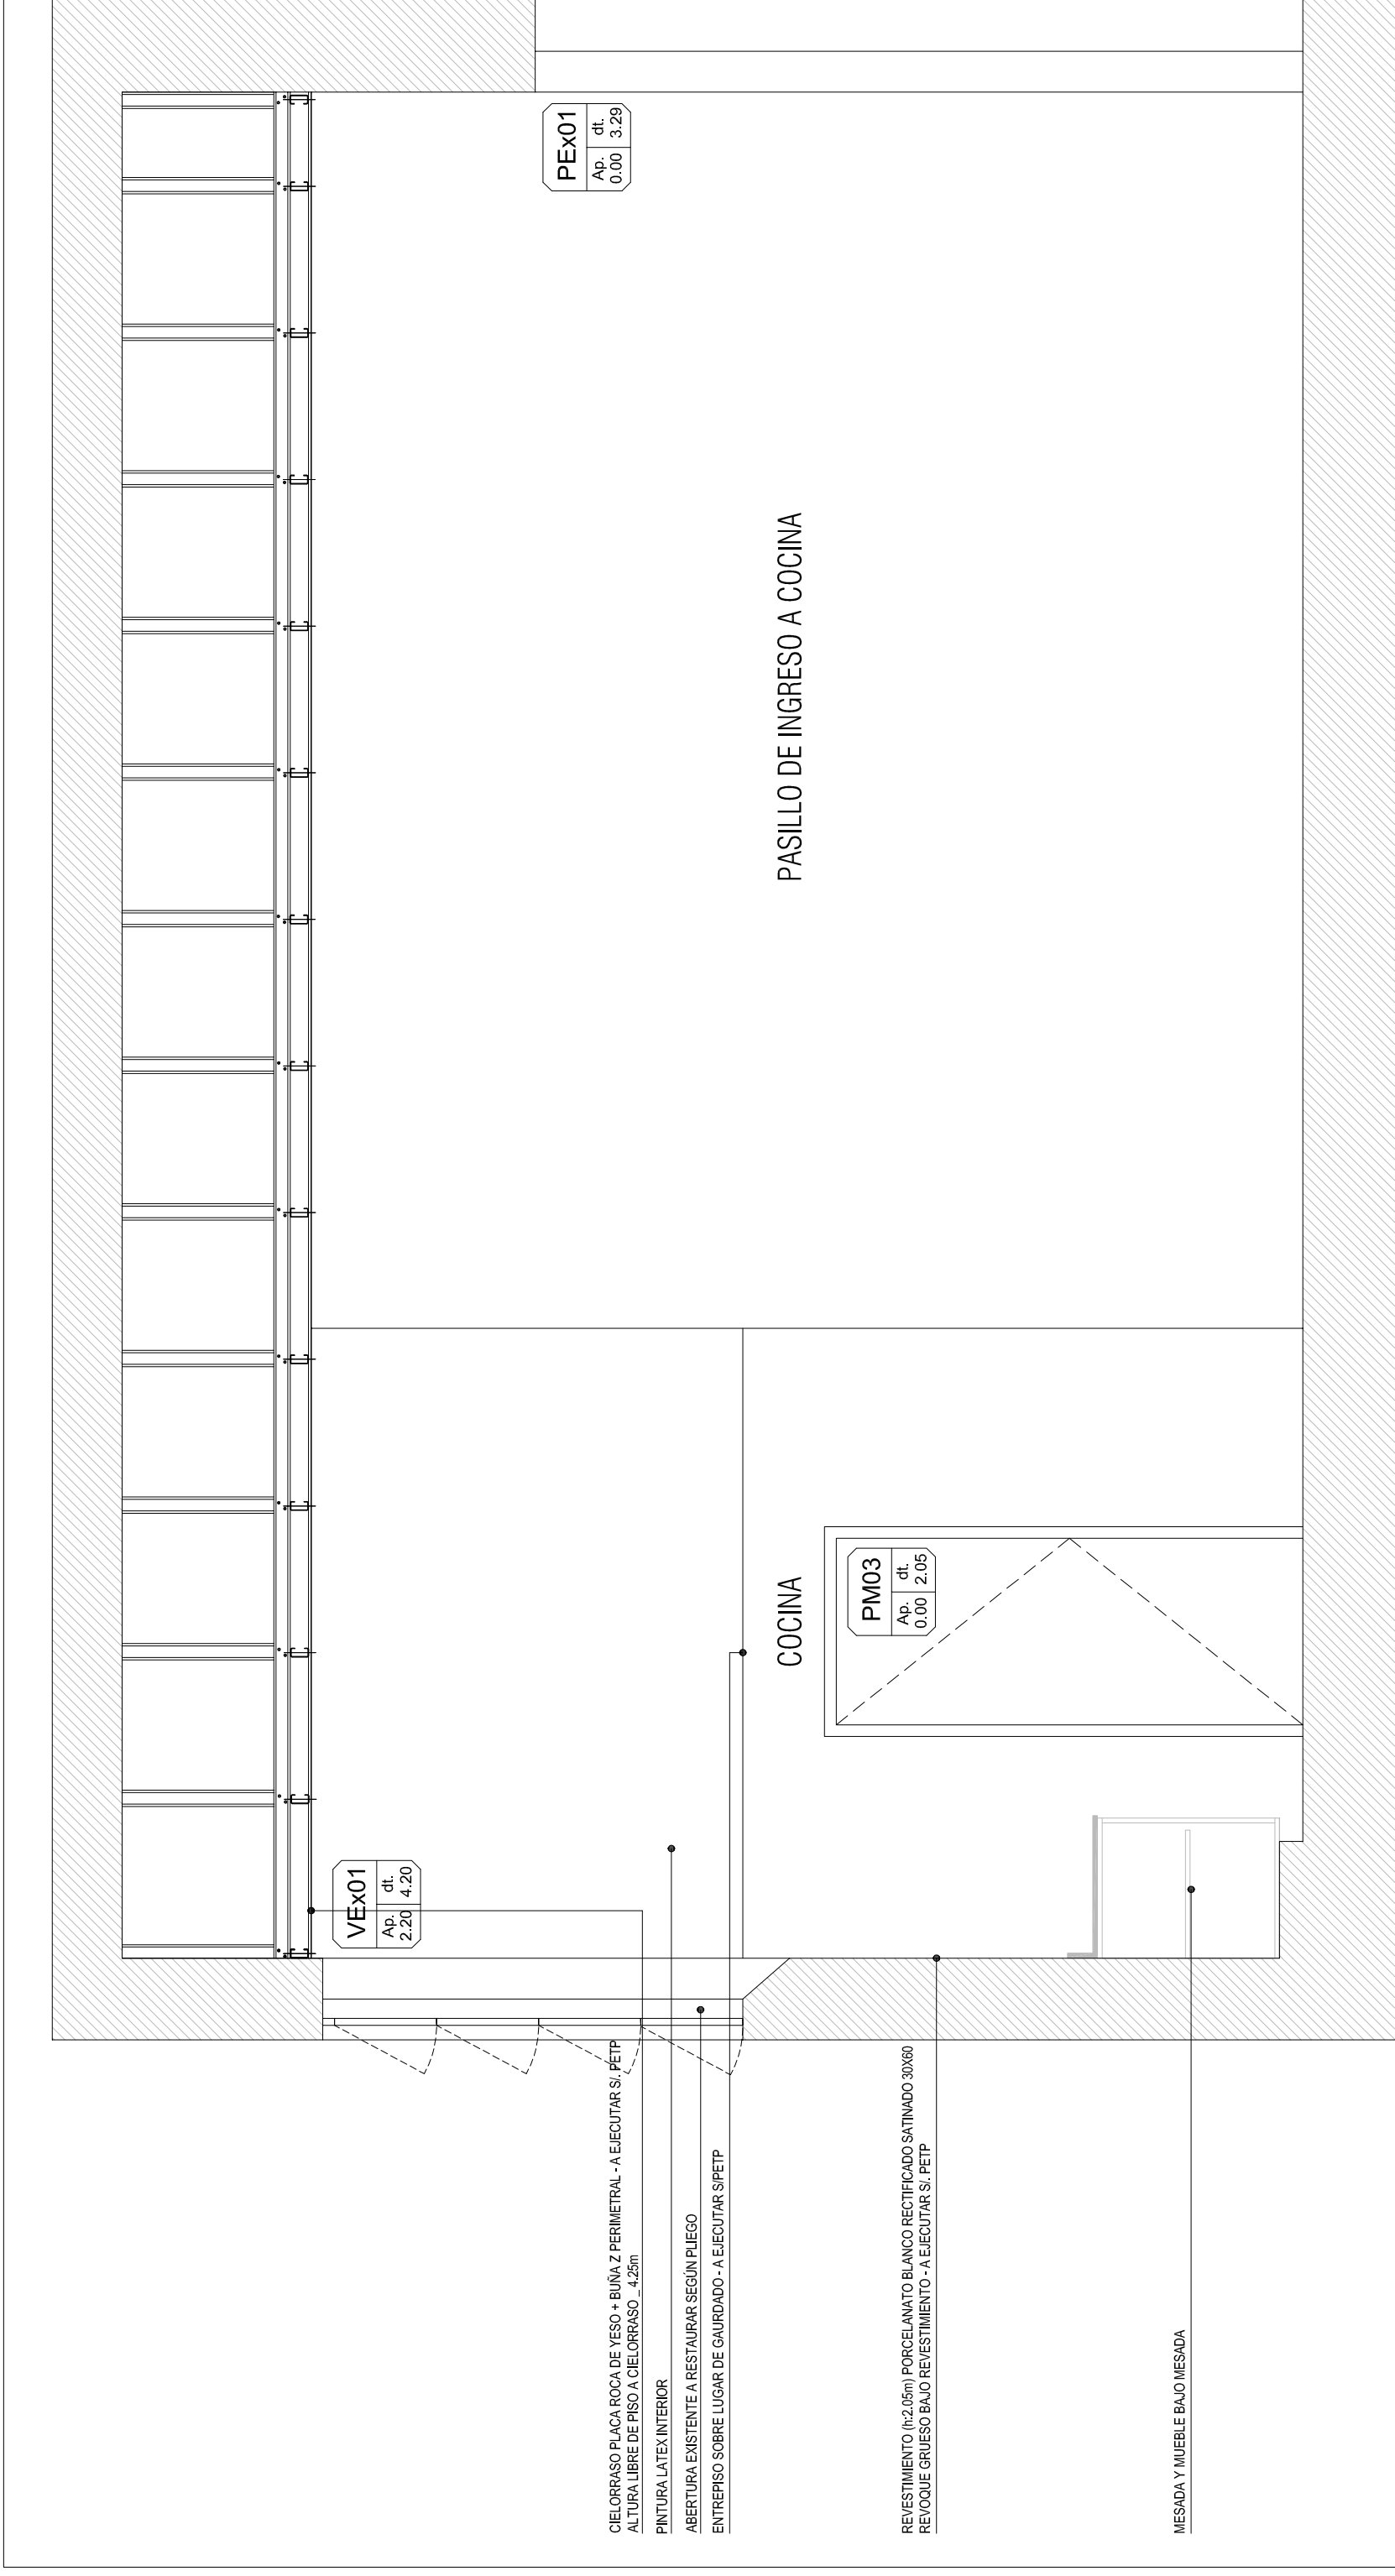 CIELORRASO PLACA ROCA DE YESO + BUÑA Z PERIMETRAL - A EJECUTAR S/. PETP
ALTURA LIBRE DE PISO A CIELORRASO _ 4.25m
PINTURA LATEX INTERIOR
ABERTURA EXISTENTE A RESTAURAR SEGÚN PLIEGO
ENTREPISO SOBRE LUGAR DE GAURDADO - A EJECUTAR S/PETP
REVESTIMIENTO (h:2.05m) PORCELANATO BLANCO RECTIFICADO SATINADO 30X60
REVOQUE GRUESO BAJO REVESTIMIENTO - A EJECUTAR S/. PETP
MESADA Y MUEBLE BAJO MESADA
VEx01
Ap. dt.
2.20 4.20
COCINA
PM03
Ap. dt.
0.00 2.05
PASILLO DE INGRESO A COCINA
PEx01
Ap. dt.
0.00 3.29